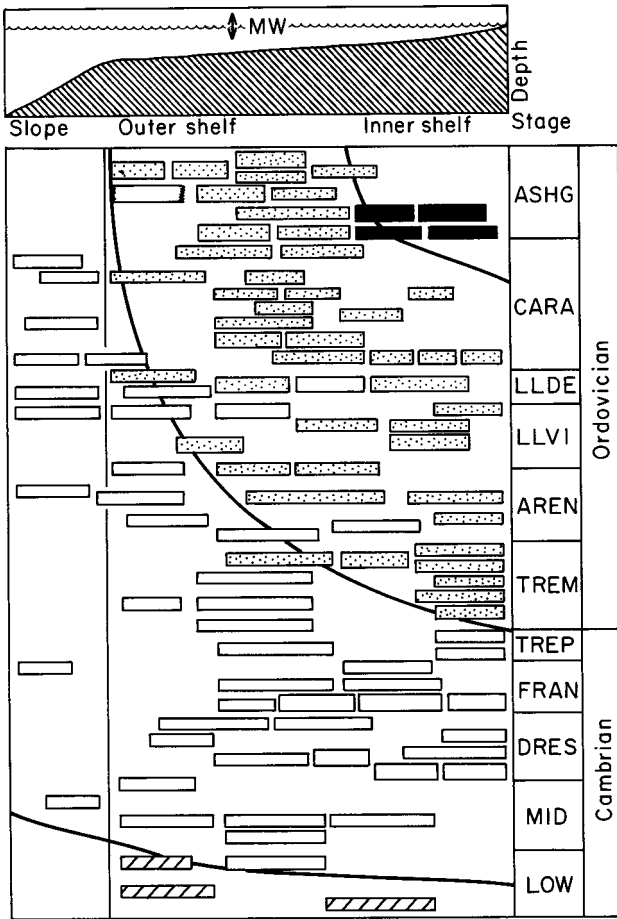 MW
Depth
Slope Outer shelf Inner shelf Stage
ASHG
CARA
LLDE
LLVI
AREN
TREM
Ordovician
TREP
FRAN
DRES
MID
LOW
Cambrian